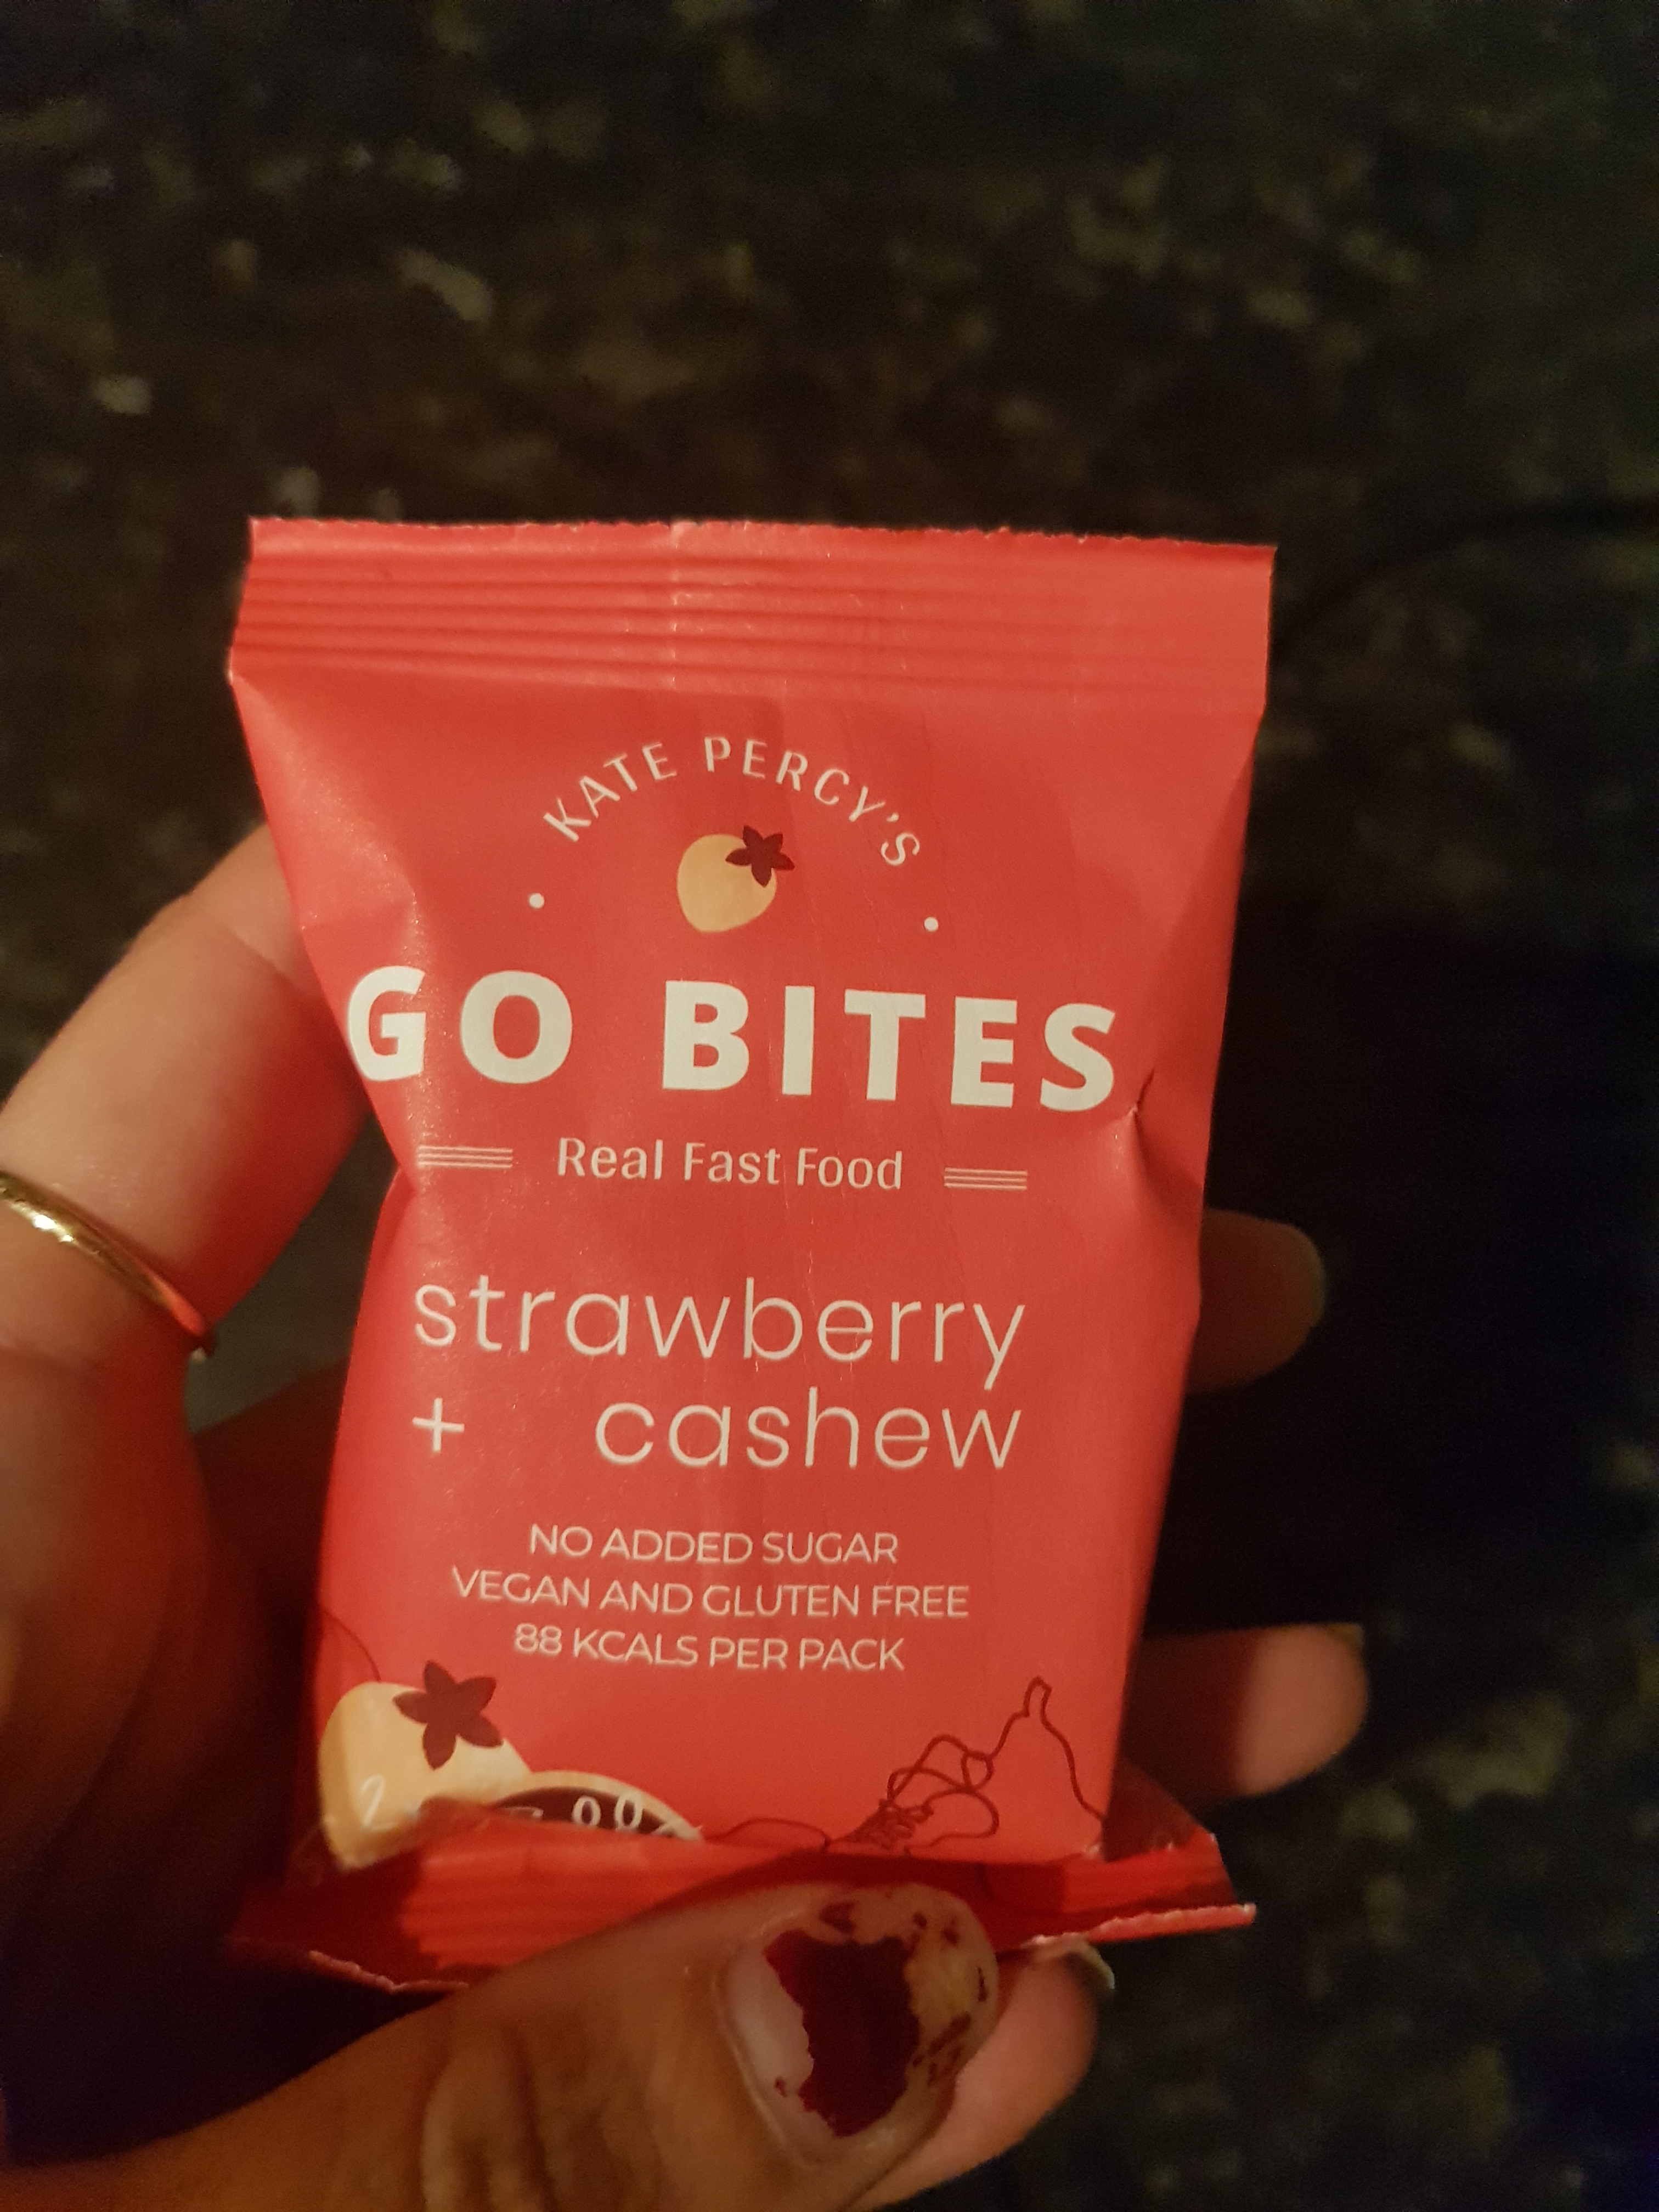 KATE PERCY'S
GO BITES
Real Fast Food
strawberry
+ cashew
NO ADDED SUGAR
VEGAN AND GLUTEN FREE
88 KCALS PER PACK